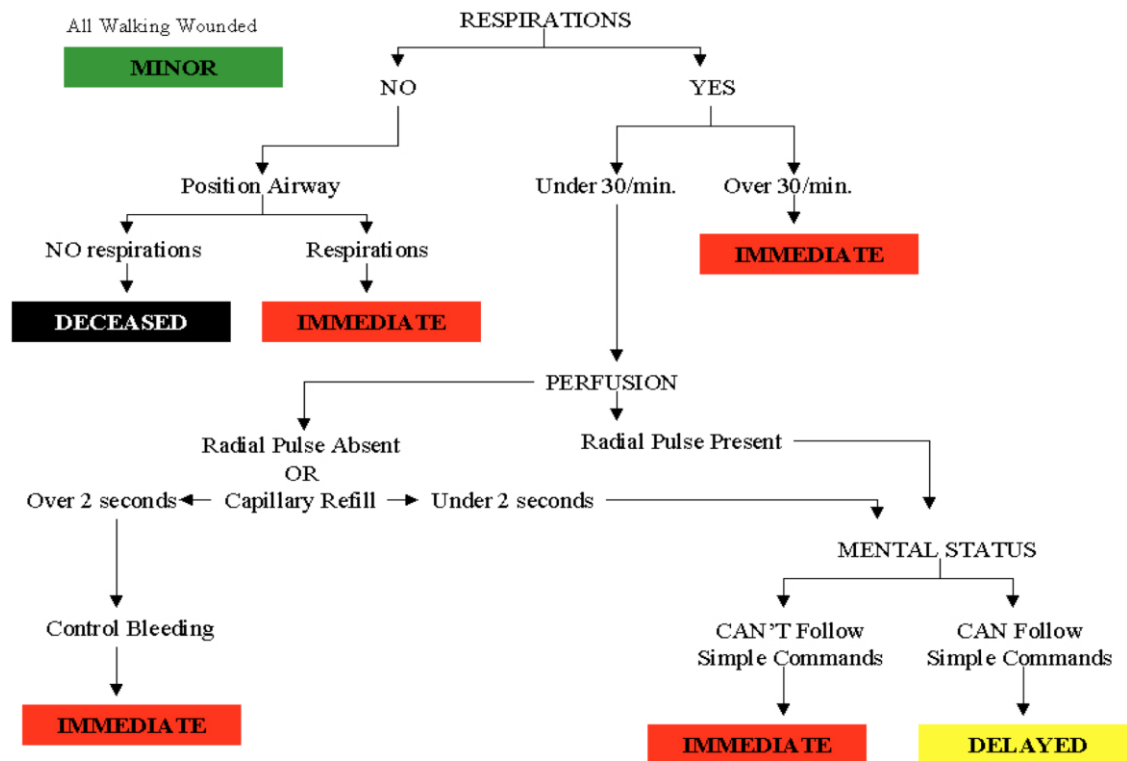 All Walking Wounded
MINOR
RESPIRATIONS
NO
YES
Position Airway
Under 30/min.
Over 30/min.
NO respirations
Respirations
IMMEDIATE
DECEASED
IMMEDIATE
PERFUSION
Radial Pulse Absent
OR
Radial Pulse Present
Over 2 seconds
Capillary Refill
Under 2 seconds
MENTAL STATUS
Control Bleeding
CAN'T Follow
Simple Commands
CAN Follow
Simple Commands
IMMEDIATE
IMMEDIATE
DELAYED